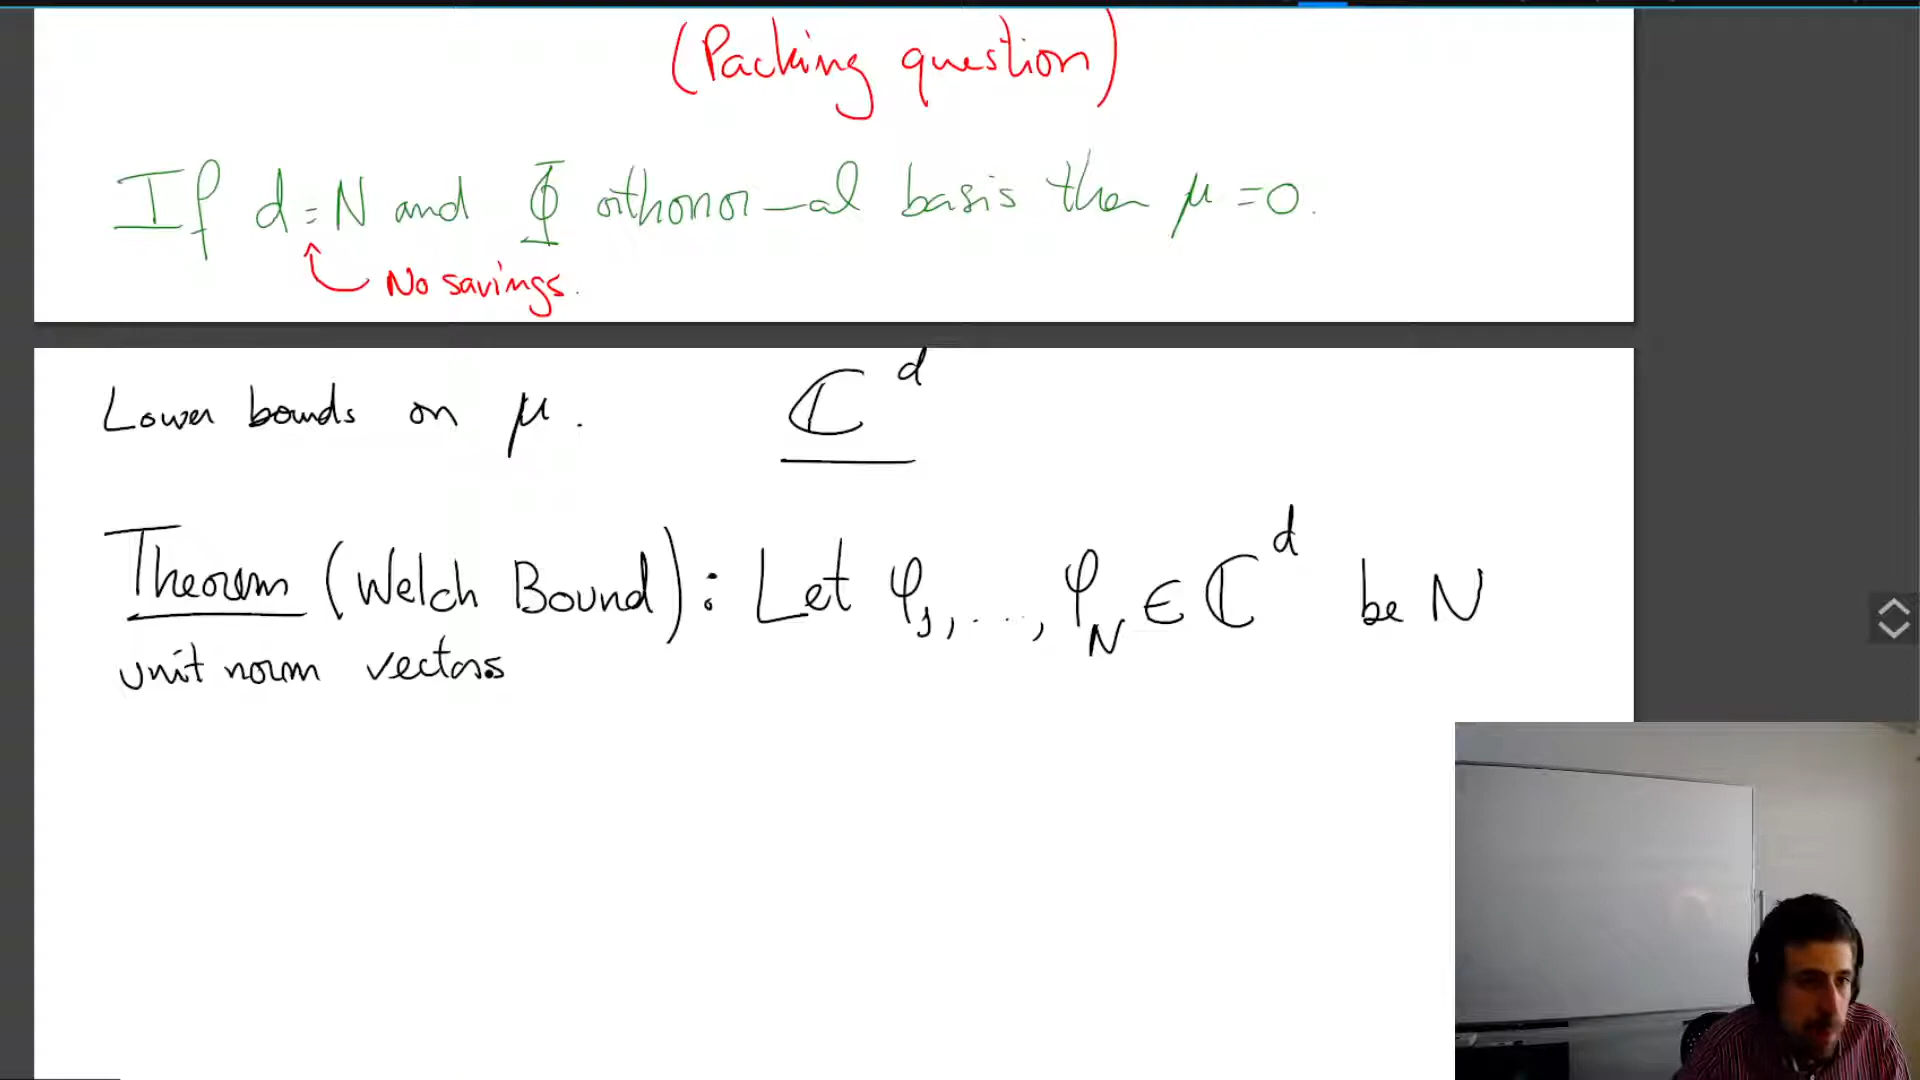 (Packing question)
If d=N and Φ orthonormal basis then μ=0.
No savings.
Lower bounds on μ. ℂ^d
Theorem (Welch Bound): Let φ_1, ..., φ_N ∈ ℂ^d be N
unit norm vectors